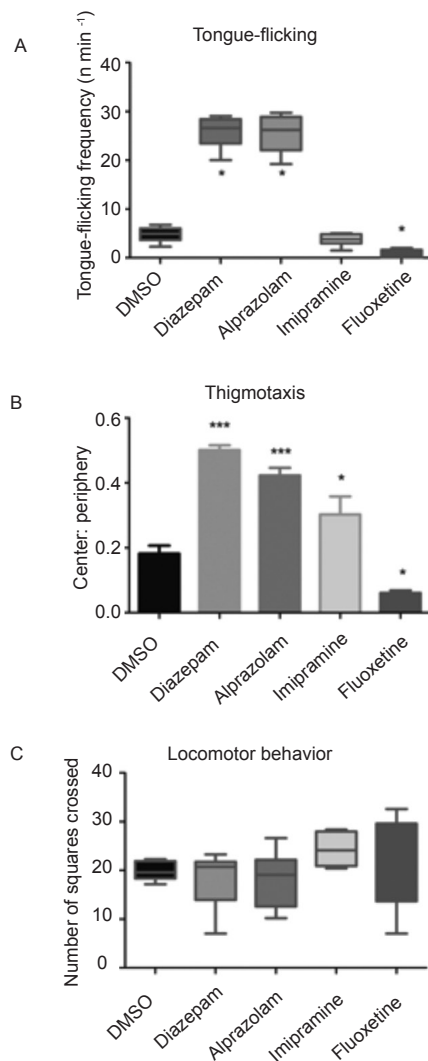 A
Tongue-flicking
Tongue-flicking frequency (n min -1)
30
20
10
0
*
*
*
DMSO
Diazepam
Alprazolam
Imipramine
Fluoxetine
B
Thigmotaxis
Center: periphery
0.6
0.4
0.2
0.0
***
***
*
*
DMSO
Diazepam
Alprazolam
Imipramine
Fluoxetine
C
Locomotor behavior
Number of squares crossed
40
30
20
10
0
DMSO
Diazepam
Alprazolam
Imipramine
Fluoxetine